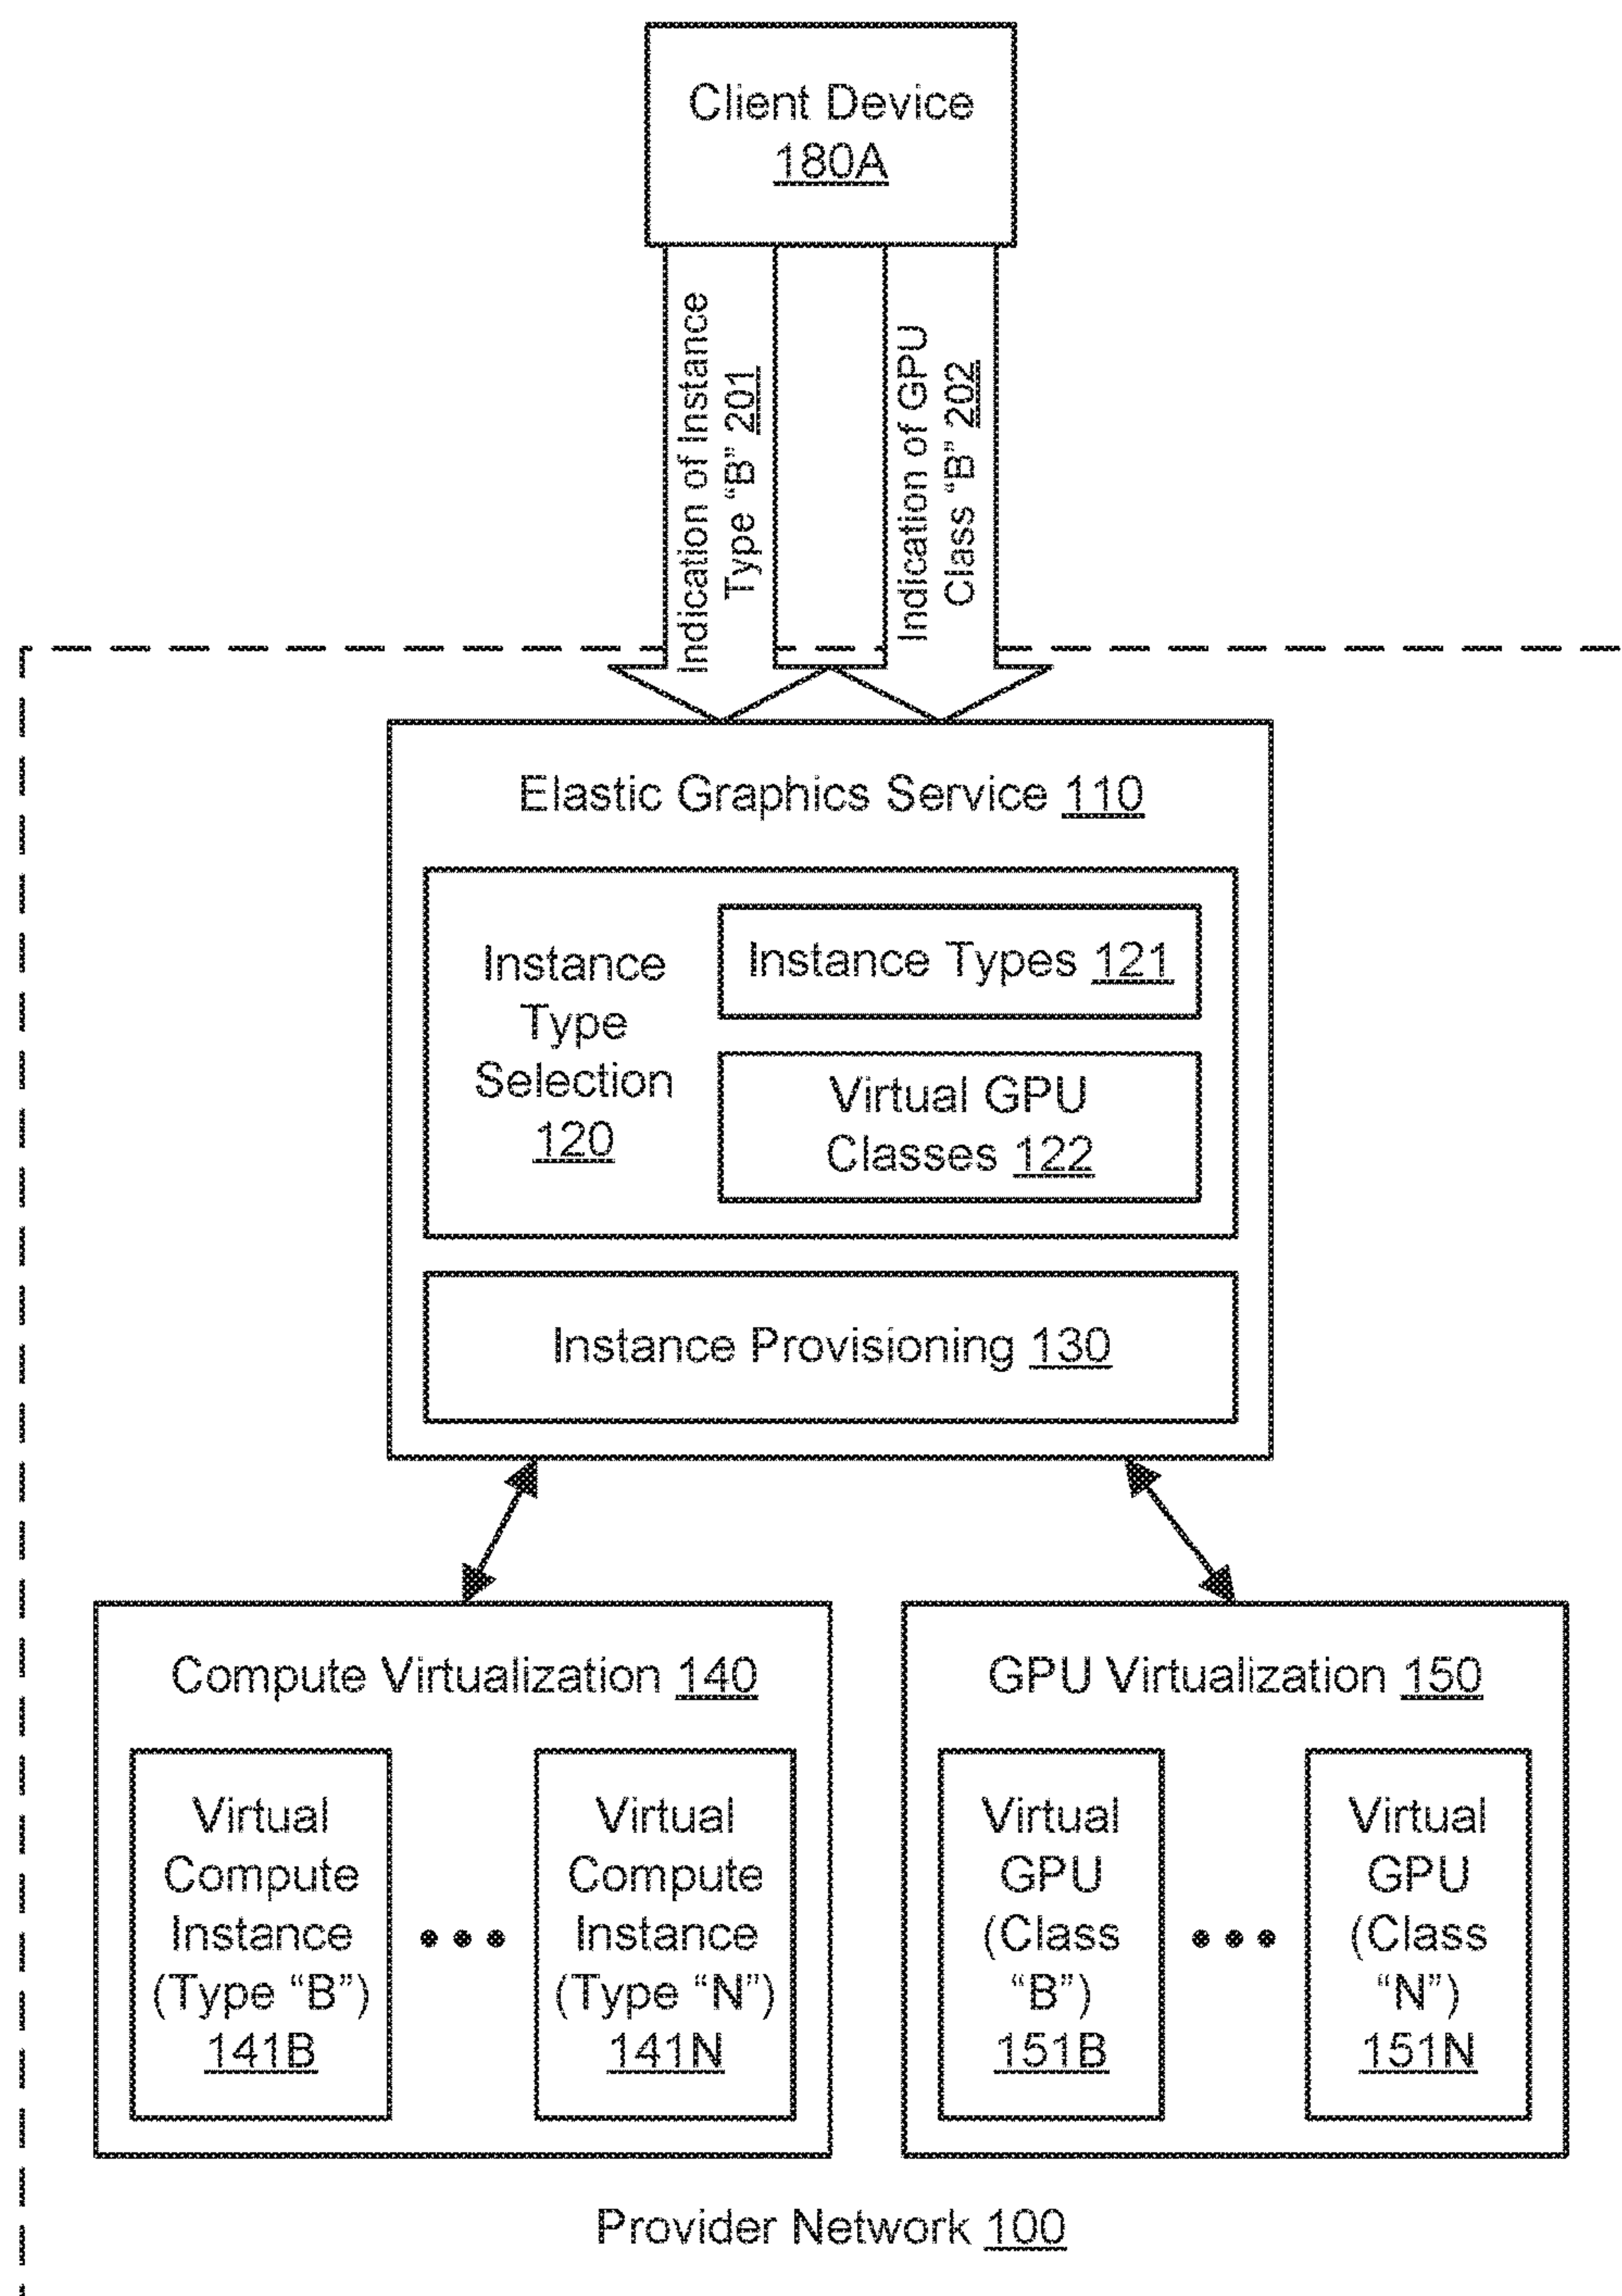 Client Device
180A
Indication of Instance
Type “B” 201
Indication of GPU
Class “B” 202
Elastic Graphics Service 110
Instance
Type
Selection
120
Instance Types 121
Virtual GPU
Classes 122
Instance Provisioning 130
Compute Virtualization 140
Virtual
Compute
Instance
(Type “B”)
141B
Virtual
Compute
Instance
(Type “N”)
141N
GPU Virtualization 150
Virtual
GPU
(Class
“B”)
151B
Virtual
GPU
(Class
“N”)
151N
Provider Network 100